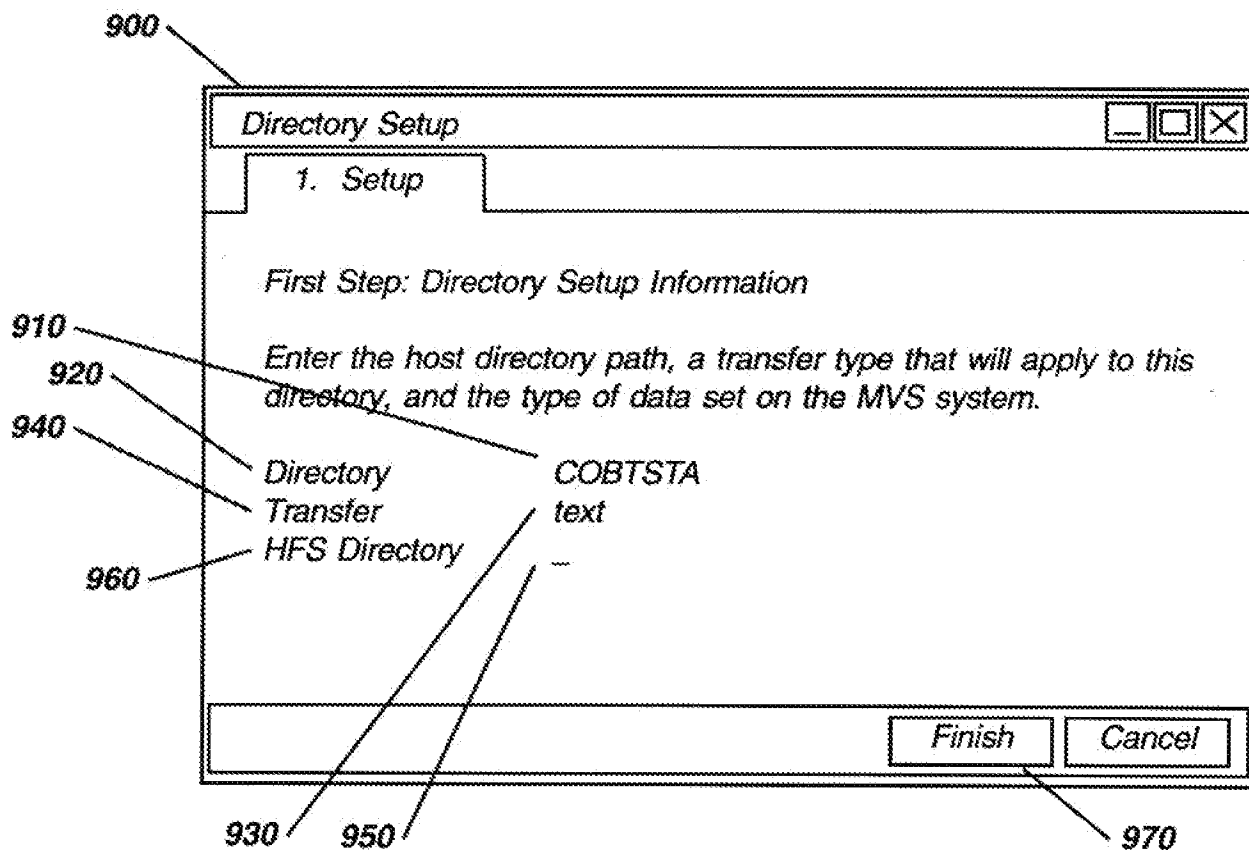 900
Directory Setup
1. Setup
First Step: Directory Setup Information
910
Enter the host directory path, a transfer type that will apply to this
920
directory, and the type of data set on the MVS system.
940
Directory COBTSTA
Transfer text
HFS Directory _
960
Finish Cancel
930 950 970